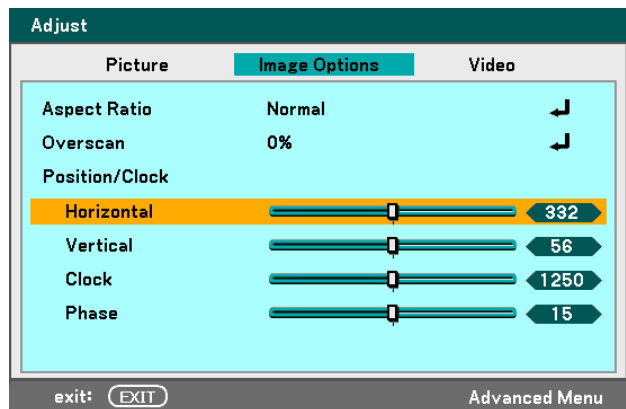 Adjust
Picture Image Options Video
Aspect Ratio Normal
Overscan 0%
Position/Clock
Horizontal 332
Vertical 56
Clock 1250
Phase 15
exit: EXIT Advanced Menu